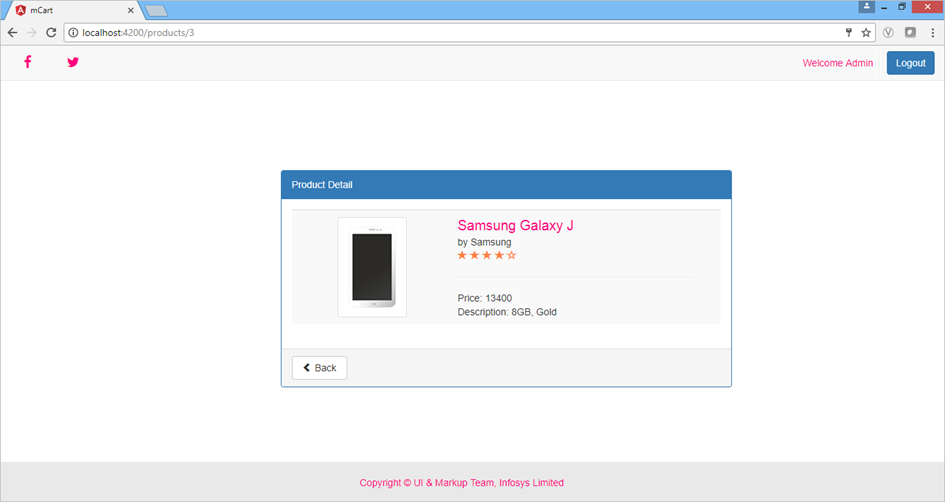 mCart
localhost:4200/products/3
Welcome Admin
Logout
Product Detail
Samsung Galaxy J
by Samsung
Price: 13400
Description: 8GB, Gold
Back
Copyright © UI & Markup Team, Infosys Limited